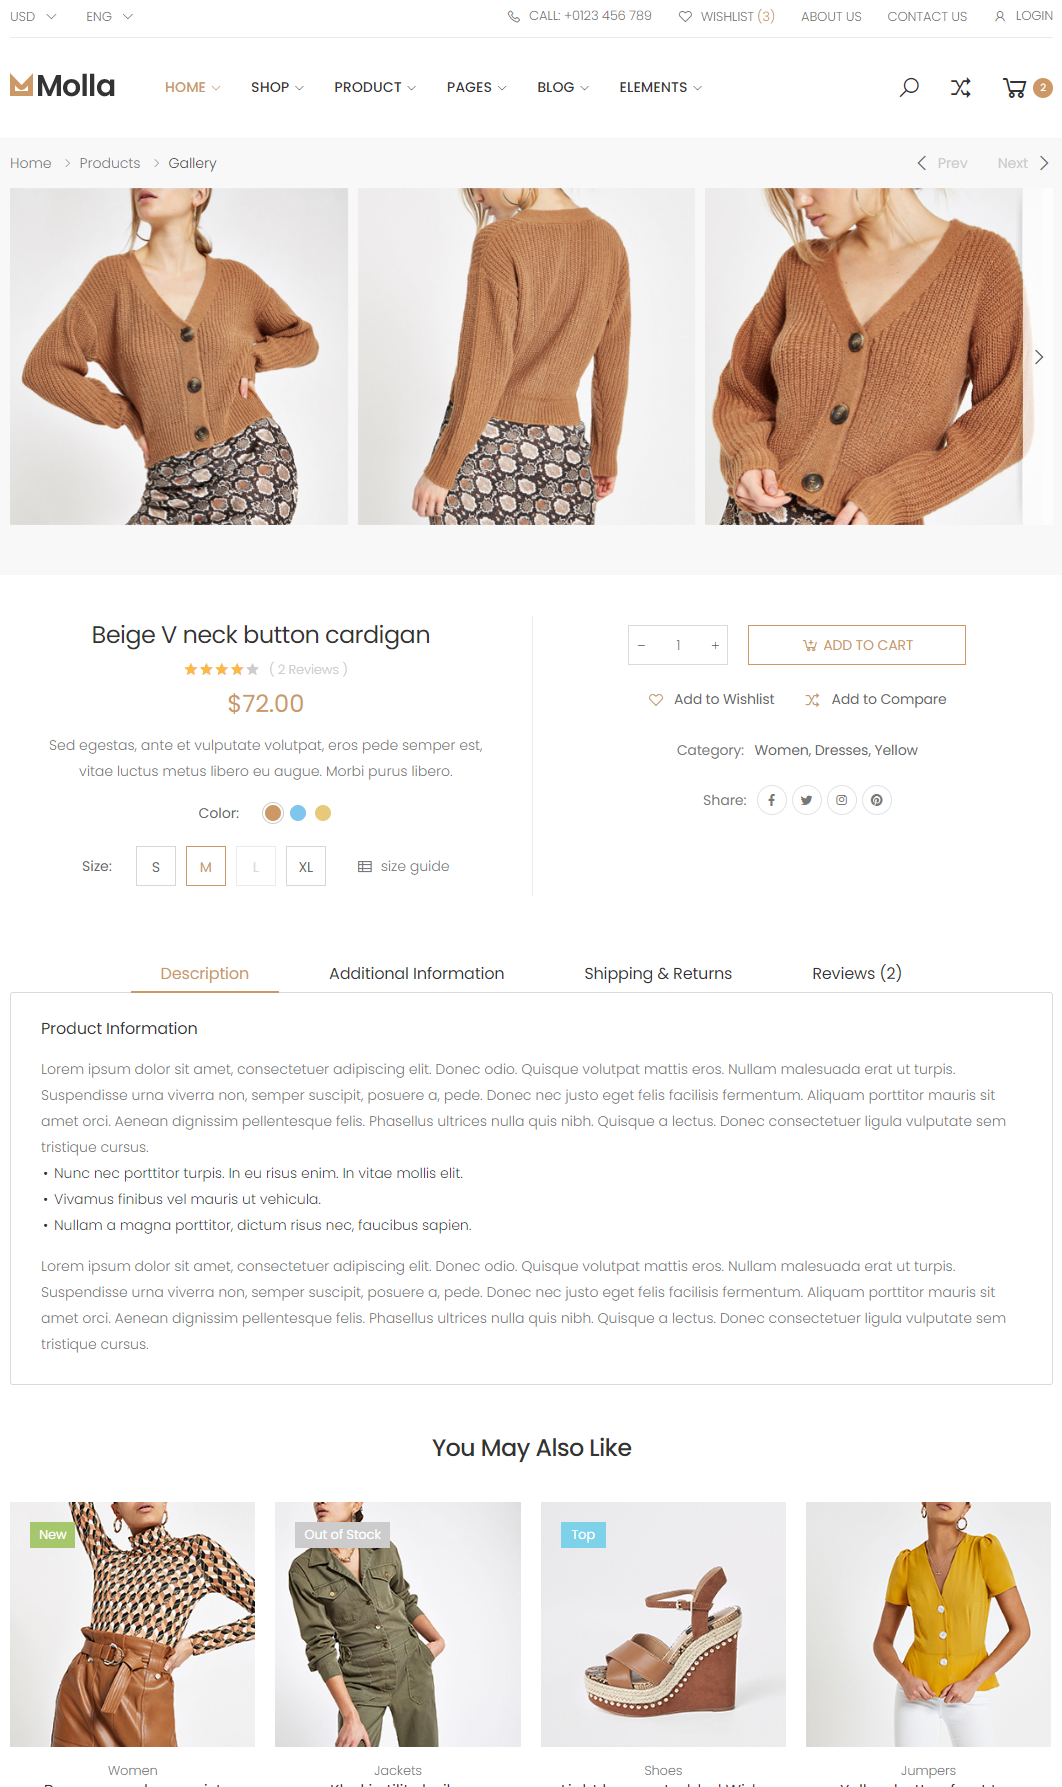 USD ENG CALL: +0123 456 789 WISHLIST (3) ABOUT US CONTACT US LOGIN
Molla HOME SHOP PRODUCT PAGES BLOG ELEMENTS 2
Home Products Gallery Prev Next
Beige V neck button cardigan
( 2 Reviews )
$72.00
Sed egestas, ante et vulputate volutpat, eros pede semper est,
vitae luctus metus libero eu augue. Morbi purus libero.
Color:
Size: S M L XL size guide
- 1 + ADD TO CART
Add to Wishlist Add to Compare
Category: Women, Dresses, Yellow
Share:
Description Additional Information Shipping & Returns Reviews (2)
Product Information
Lorem ipsum dolor sit amet, consectetuer adipiscing elit. Donec odio. Quisque volutpat mattis eros. Nullam malesuada erat ut turpis.
Suspendisse urna viverra non, semper suscipit, posuere a, pede. Donec nec justo eget felis facilisis fermentum. Aliquam porttitor mauris sit
amet orci. Aenean dignissim pellentesque felis. Phasellus ultrices nulla quis nibh. Quisque a lectus. Donec consectetuer ligula vulputate sem
tristique cursus.
• Nunc nec porttitor turpis. In eu risus enim. In vitae mollis elit.
• Vivamus finibus vel mauris ut vehicula.
• Nullam a magna porttitor, dictum risus nec, faucibus sapien.
Lorem ipsum dolor sit amet, consectetuer adipiscing elit. Donec odio. Quisque volutpat mattis eros. Nullam malesuada erat ut turpis.
Suspendisse urna viverra non, semper suscipit, posuere a, pede. Donec nec justo eget felis facilisis fermentum. Aliquam porttitor mauris sit
amet orci. Aenean dignissim pellentesque felis. Phasellus ultrices nulla quis nibh. Quisque a lectus. Donec consectetuer ligula vulputate sem
tristique cursus.
You May Also Like
New Out of Stock Top
Women Jackets Shoes Jumpers